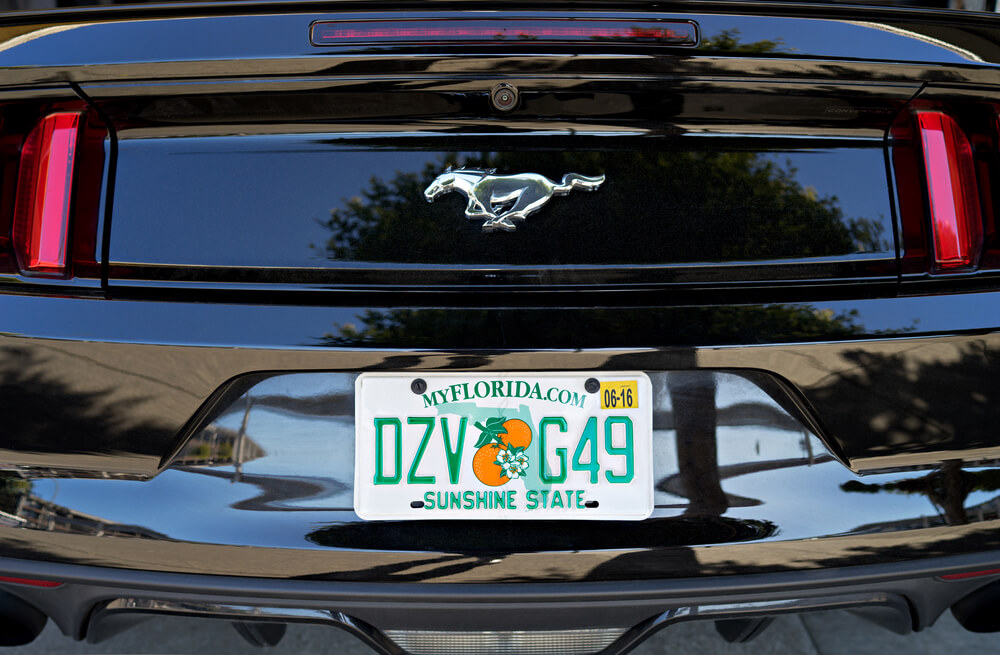 MYFLORIDA.COM
06-16
DZV G49
SUNSHINE STATE